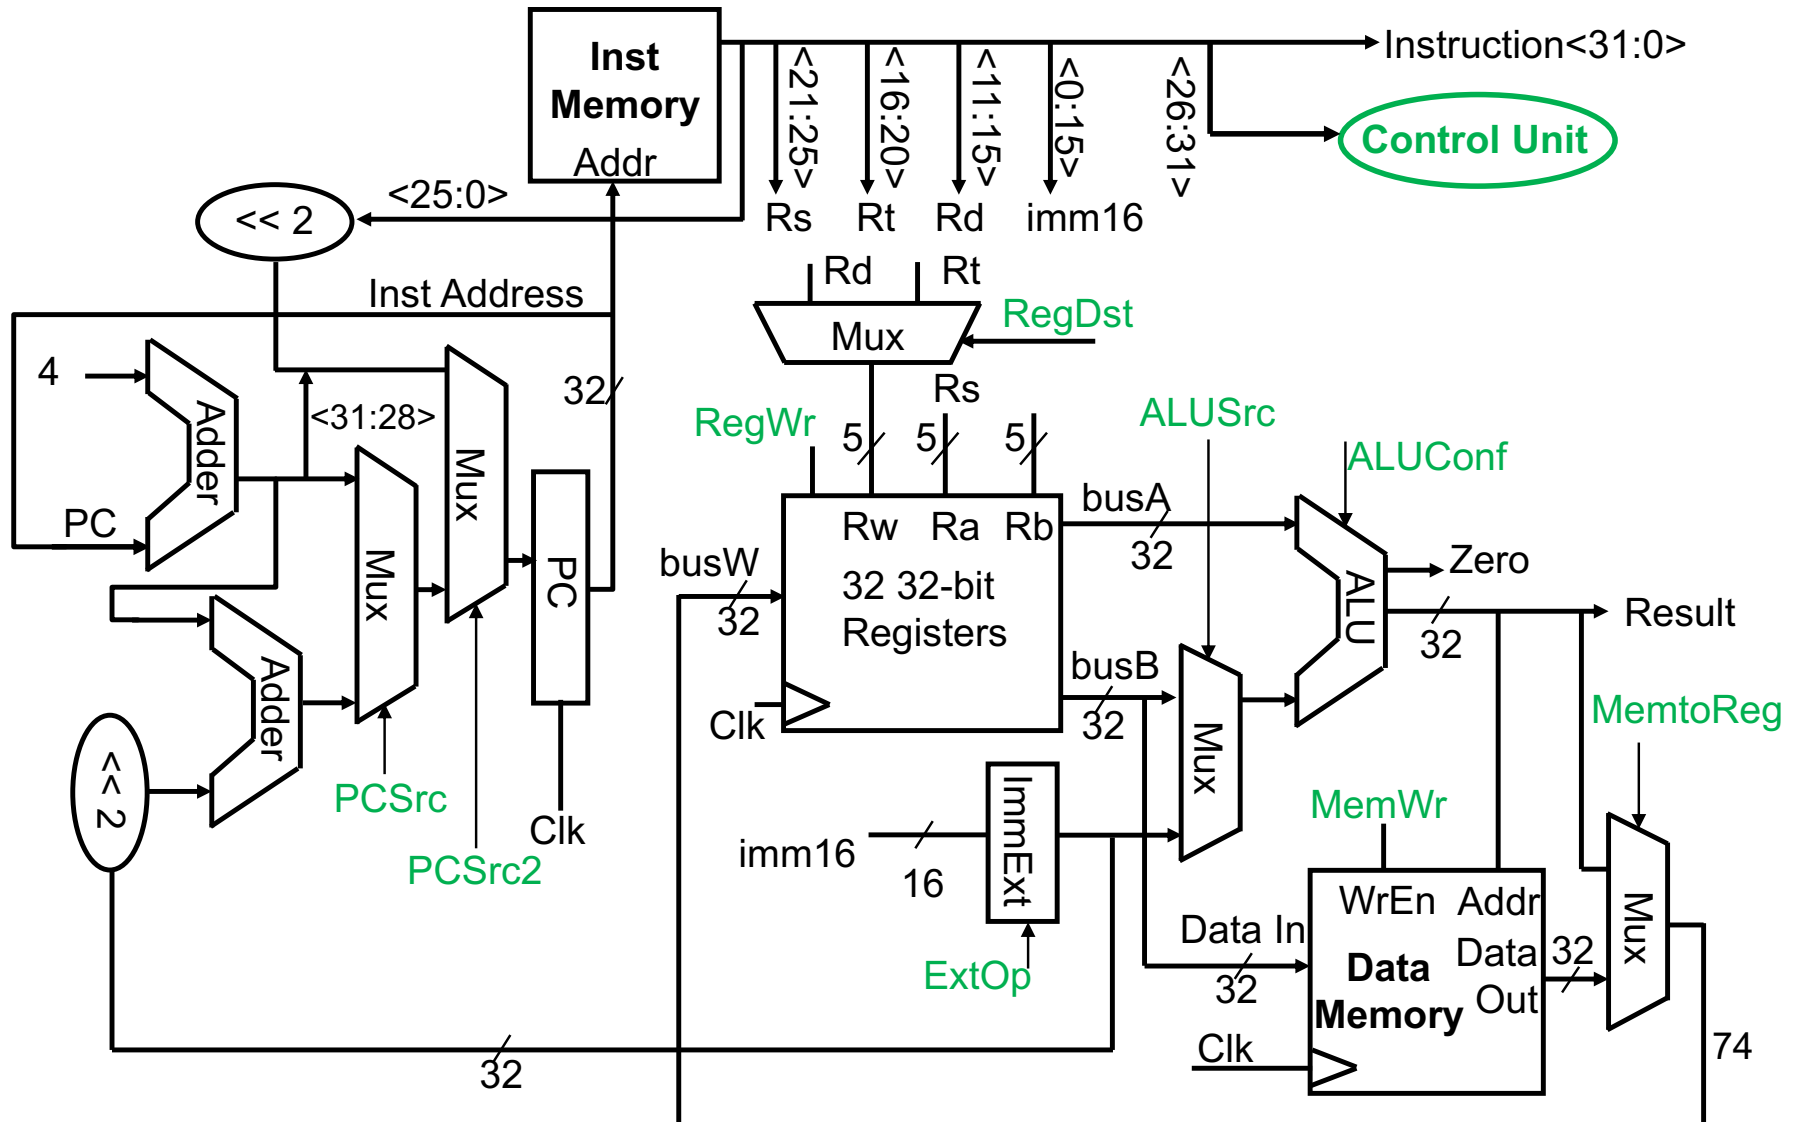 Inst
Memory
Addr
Instruction<31:0>
<21:25>
<16:20>
<11:15>
<0:15>
<26:31>
Control Unit
<25:0>
<< 2
Rs
Rt
Rd
imm16
Rd
Rt
Inst Address
Mux
RegDst
4
Adder
<31:28>
32
Rs
RegWr
5
5
5
ALUSrc
ALUConf
Mux
PC
Mux
PC
busW
32
Rw
Ra
Rb
32 32-bit
Registers
Clk
busA
32
ALU
Zero
32
Result
busB
32
Adder
<< 2
PCSrc
PCSrc2
Clk
Mux
MemtoReg
imm16
16
ImmExt
ExtOp
MemWr
WrEn
Addr
Data In
32
Data
Memory
Data
Out
32
Mux
Clk
32
74